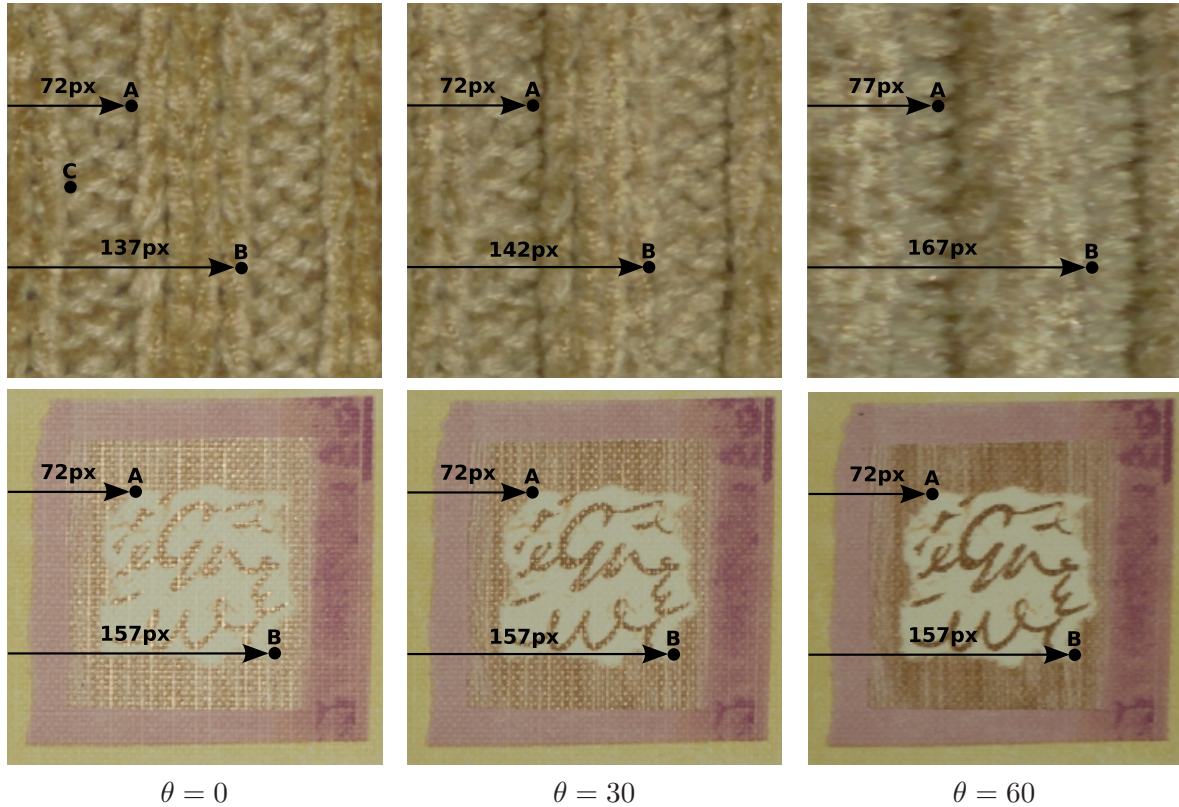 72px A 72px A 77px A
C
137px B 142px B 167px B
72px A 72px A 72px A
157px B 157px B 157px B
θ = 0 θ = 30 θ = 60